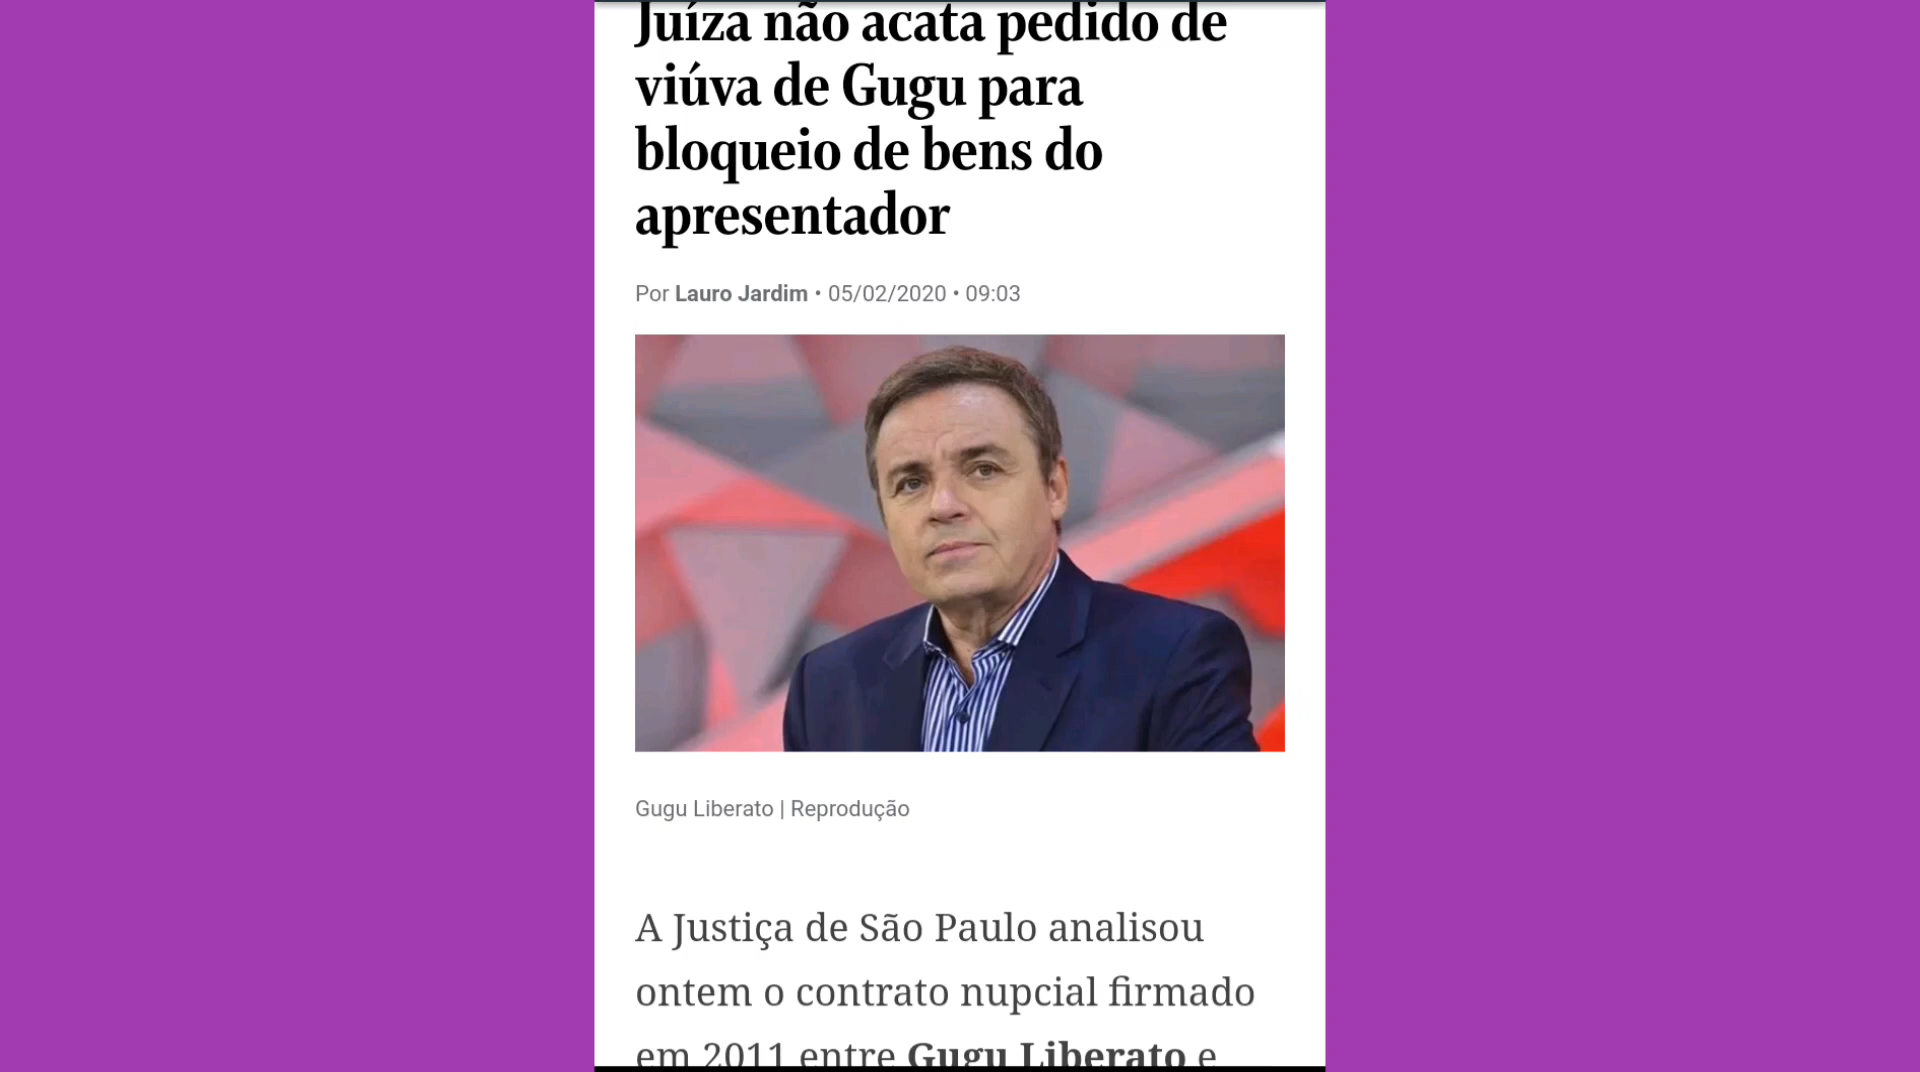 Juíza não acata pedido de
viúva de Gugu para
bloqueio de bens do
apresentador
Por Lauro Jardim • 05/02/2020 • 09:03
Gugu Liberato | Reprodução
A Justiça de São Paulo analisou
ontem o contrato nupcial firmado
em 2011 entre Gugu Liberato e